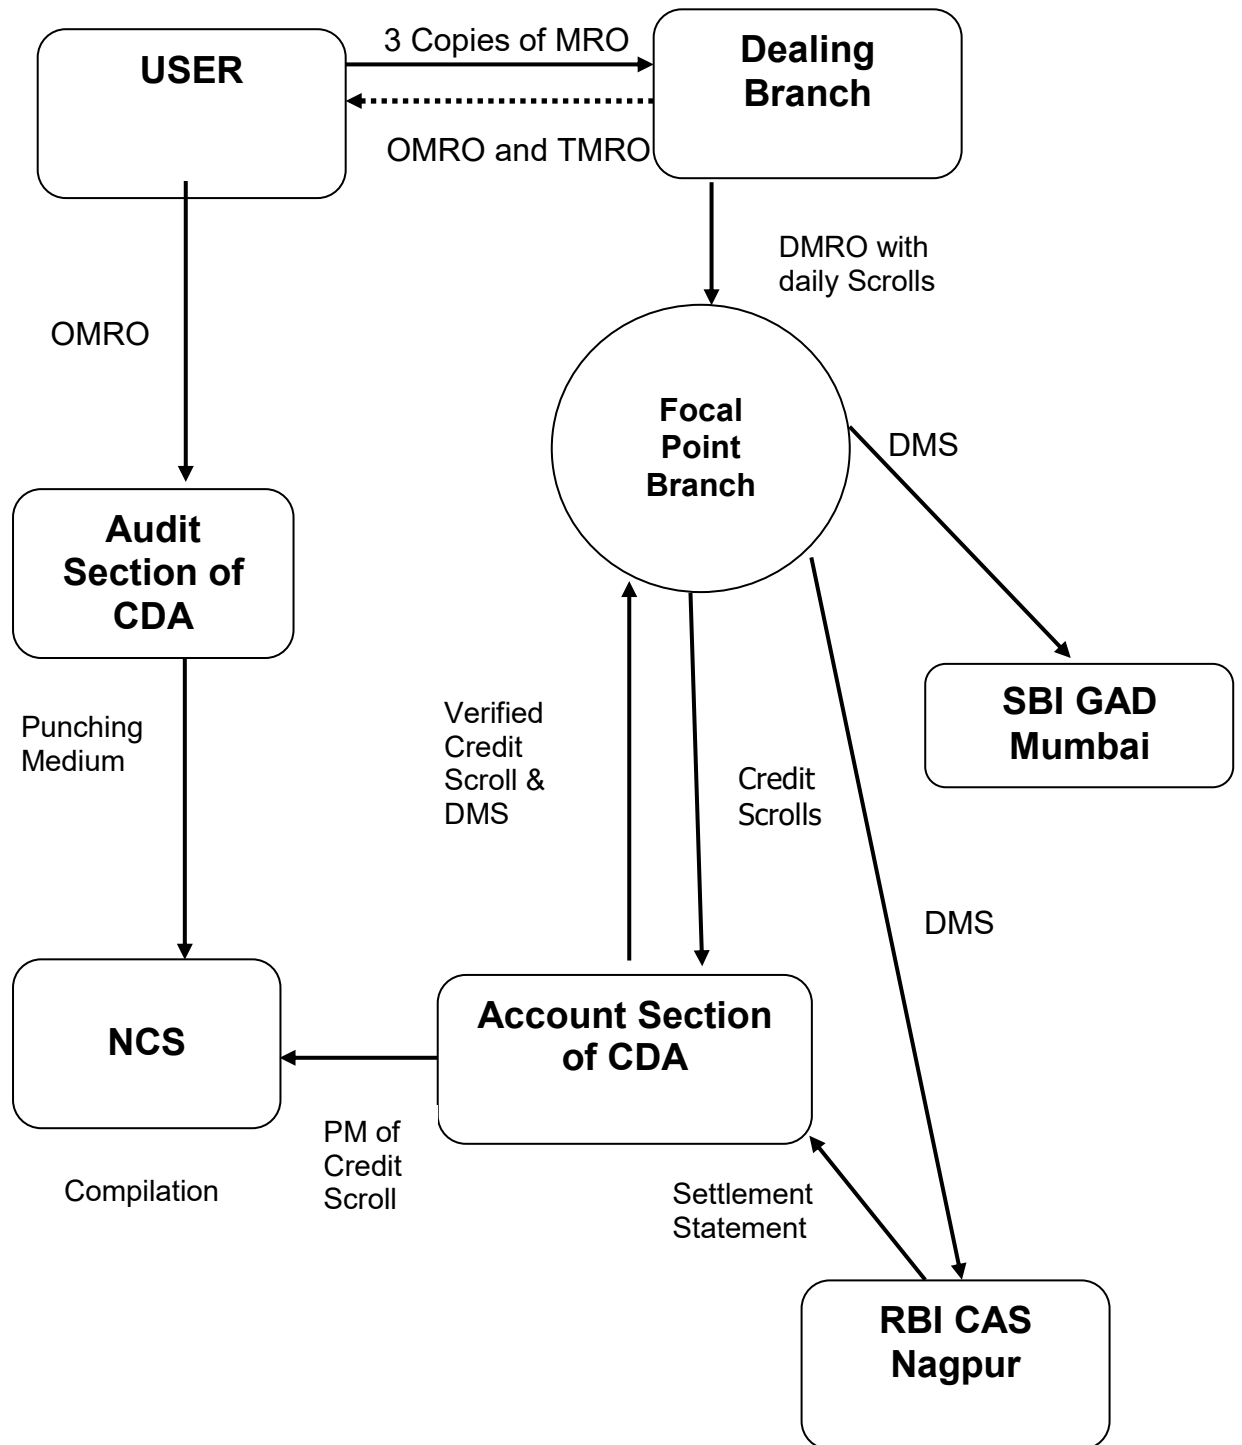 3 Copies of MRO
USER
Dealing
Branch
OMRO and TMRO
DMRO with
daily Scrolls
OMRO
Focal
Point
Branch
DMS
Audit
Section of
CDA
SBI GAD
Mumbai
Punching
Medium
Verified
Credit
Scroll &
DMS
Credit
Scrolls
DMS
NCS
Account Section
of CDA
PM of
Credit
Scroll
Compilation
Settlement
Statement
RBI CAS
Nagpur